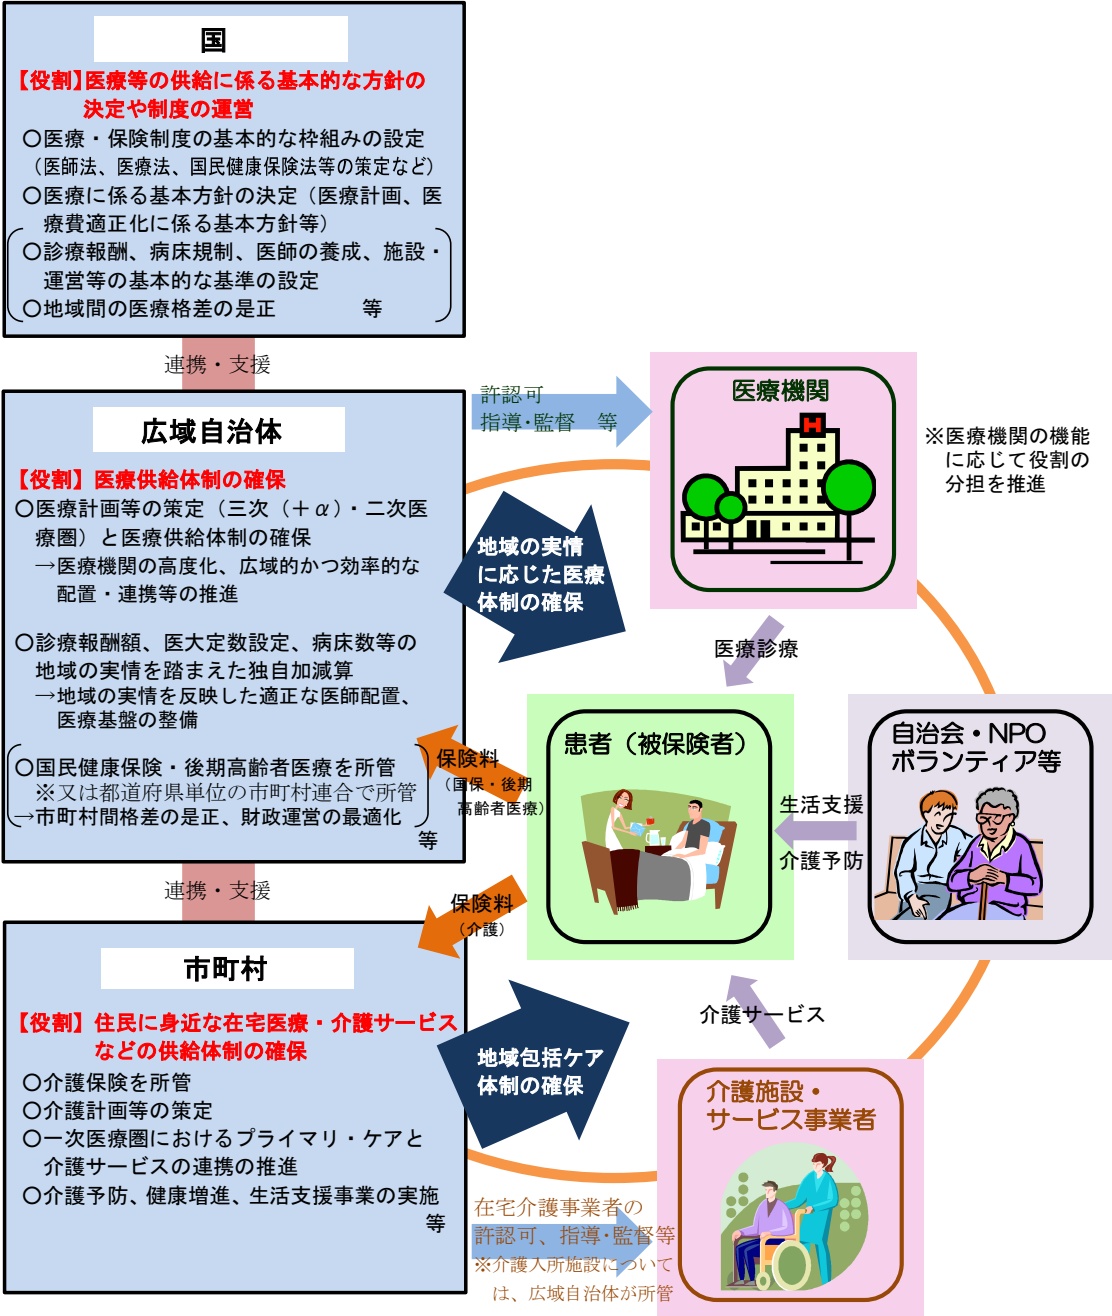 国
【役割】医療等の供給に係る基本的な方針の
決定や制度の運営
○医療・保険制度の基本的な枠組みの設定
（医師法、医療法、国民健康保険法等の策定など）
○医療に係る基本方針の決定（医療計画、医
療費適正化に係る基本方針等）
○診療報酬、病床規制、医師の養成、施設・
運営等の基本的な基準の設定
○地域間の医療格差の是正　　　　等
連携・支援
広域自治体
【役割】医療供給体制の確保
○医療計画等の策定（三次（＋α）・二次医
療圏）と医療供給体制の確保
→医療機関の高度化、広域的かつ効率的な
配置・連携等の推進
○診療報酬額、医大定数設定、病床数等の
地域の実情を踏まえた独自加減算
→地域の実情を反映した適正な医師配置、
医療基盤の整備
○国民健康保険・後期高齢者医療を所管
※又は都道府県単位の市町村連合で所管
→市町村間格差の是正、財政運営の最適化
等
連携・支援
市町村
【役割】住民に身近な在宅医療・介護サービス
などの供給体制の確保
○介護保険を所管
○介護計画等の策定
○一次医療圏におけるプライマリ・ケアと
介護サービスの連携の推進
○介護予防、健康増進、生活支援事業の実施
等
許認可
指導・監督　等
医療機関
H
※医療機関の機能
に応じて役割の
分担を推進
地域の実情
に応じた医療
体制の確保
医療診療
患者（被保険者）
保険料
（国保・後期
高齢者医療）
自治会・NPO
ボランティア等
生活支援
介護予防
保険料
（介護）
介護サービス
地域包括ケア
体制の確保
介護施設・
サービス事業者
在宅介護事業者の
許認可、指導・監督等
※介護入所施設について
は、広域自治体が所管